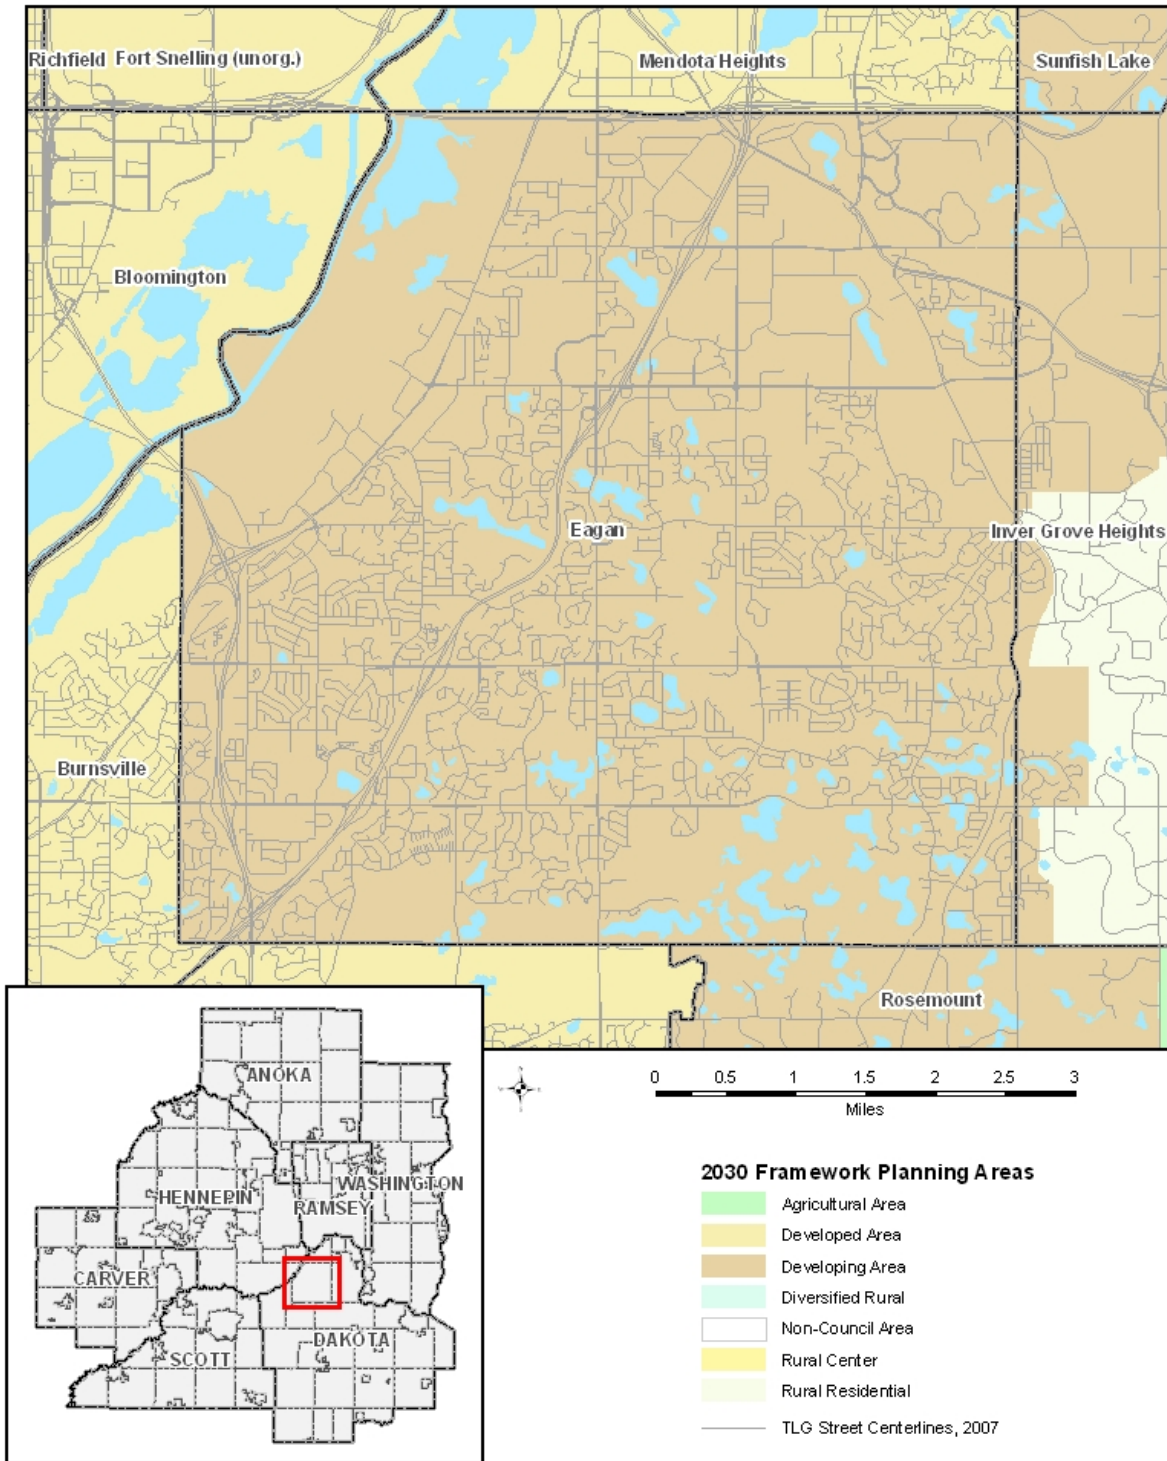 Richfield Fort Snelling (unorg.)
Mendota Heights
Sunfish Lake
Bloomington
Eagan
Inver Grove Heights
Burnsville
Rosemount
ANOKA
HENNEPIN
WASHINGTON
RAMSEY
CARVER
SCOTT
DAKOTA
0 0.5 1 1.5 2 2.5 3
Miles
2030 Framework Planning Areas
Agricultural Area
Developed Area
Developing Area
Diversified Rural
Non-Council Area
Rural Center
Rural Residential
TLG Street Centerlines, 2007